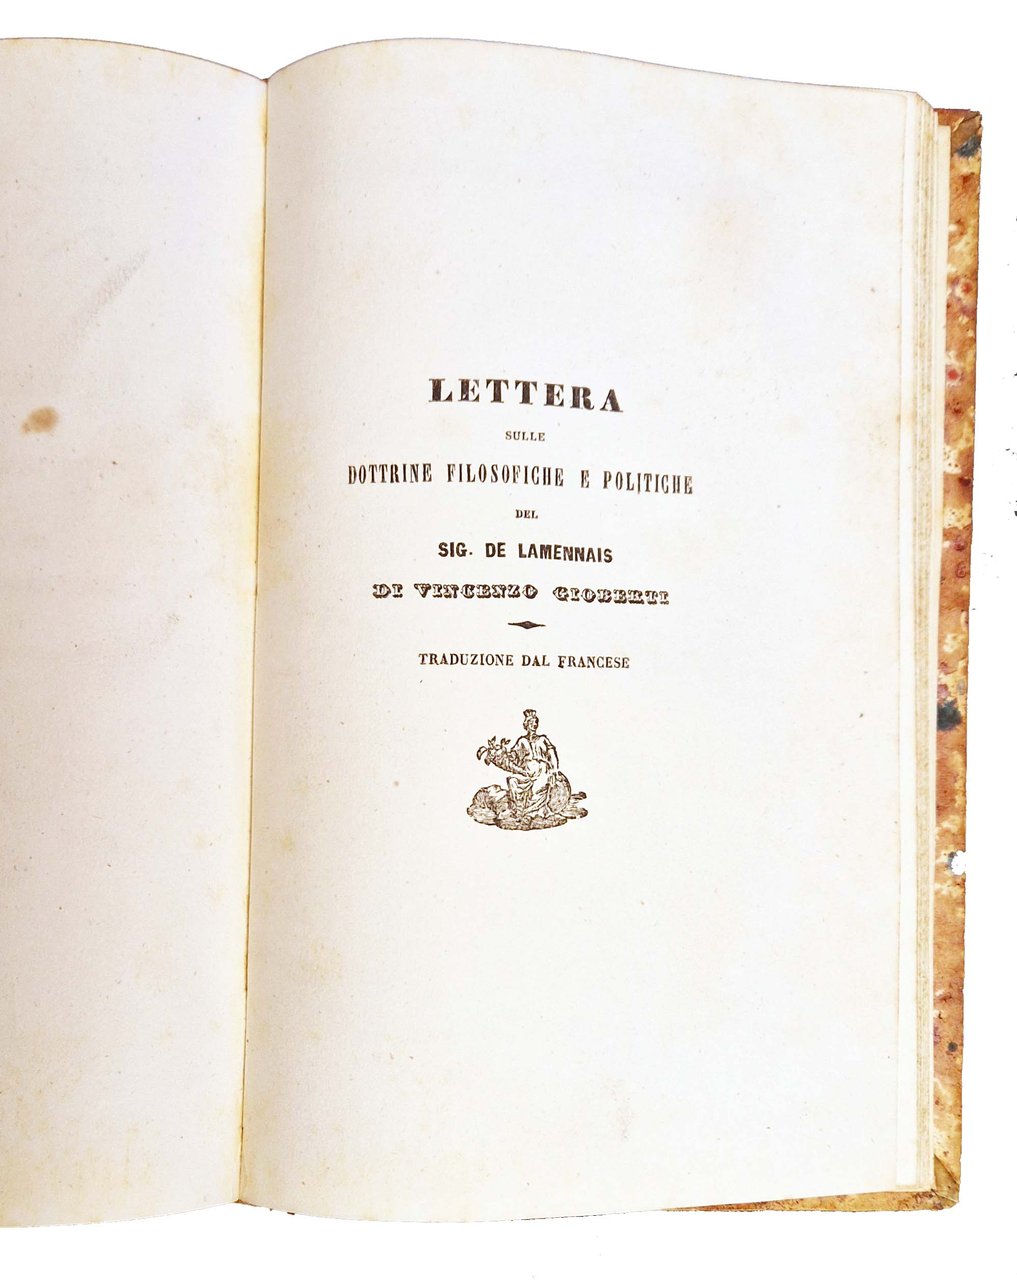 LETTERA
SULLE
DOTTRINE FILOSOFICHE E POLITICHE
DEL
SIG. DE LAMENNAIS
DI VINCENZO GIOBERTI
TRADUZIONE DAL FRANCESE